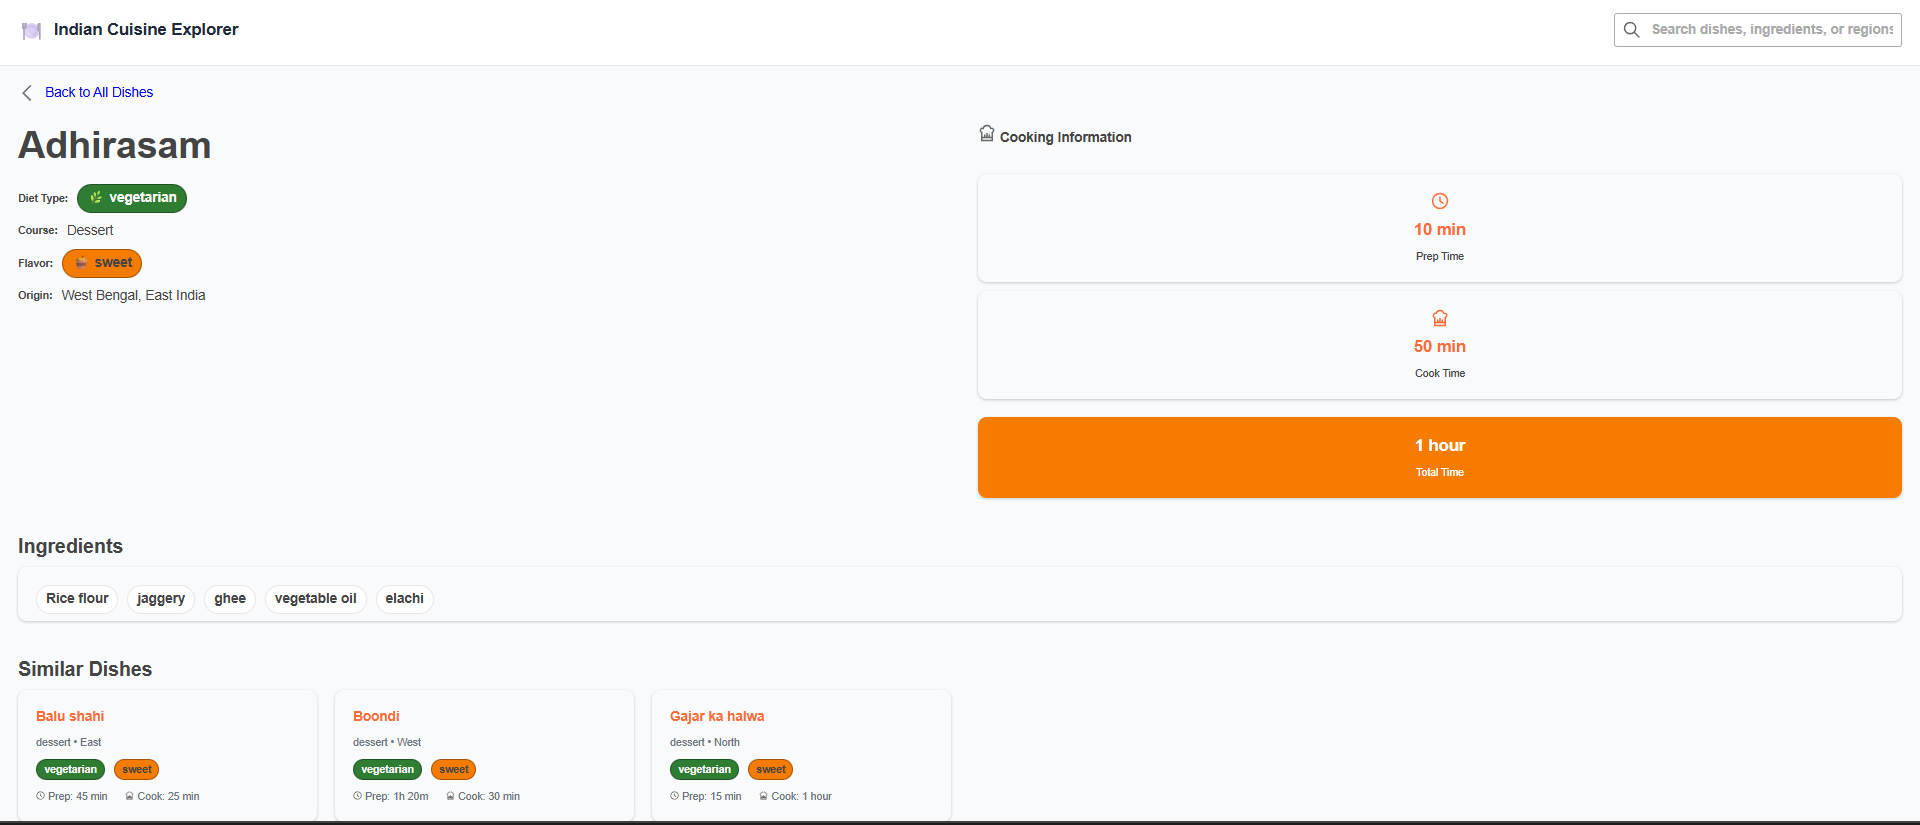 Indian Cuisine Explorer
Search dishes, ingredients, or regions
Back to All Dishes
Adhirasam
Diet Type: vegetarian
Course: Dessert
Flavor: sweet
Origin: West Bengal, East India
Cooking Information
10 min
Prep Time
50 min
Cook Time
1 hour
Total Time
Ingredients
Rice flour jaggery ghee vegetable oil elachi
Similar Dishes
Balu shahi
dessert • East
vegetarian sweet
Prep: 45 min Cook: 25 min
Boondi
dessert • West
vegetarian sweet
Prep: 1h 20m Cook: 30 min
Gajar ka halwa
dessert • North
vegetarian sweet
Prep: 15 min Cook: 1 hour